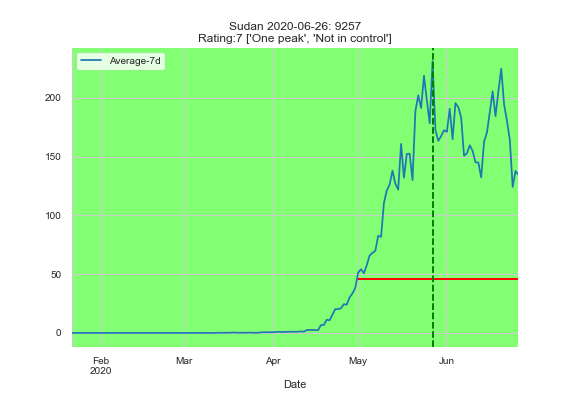 Sudan 2020-06-26: 9257
Rating:7 ['One peak', 'Not in control']
Average-7d
200
150
100
50
0
Feb
2020
Mar
Apr
May
Jun
Date